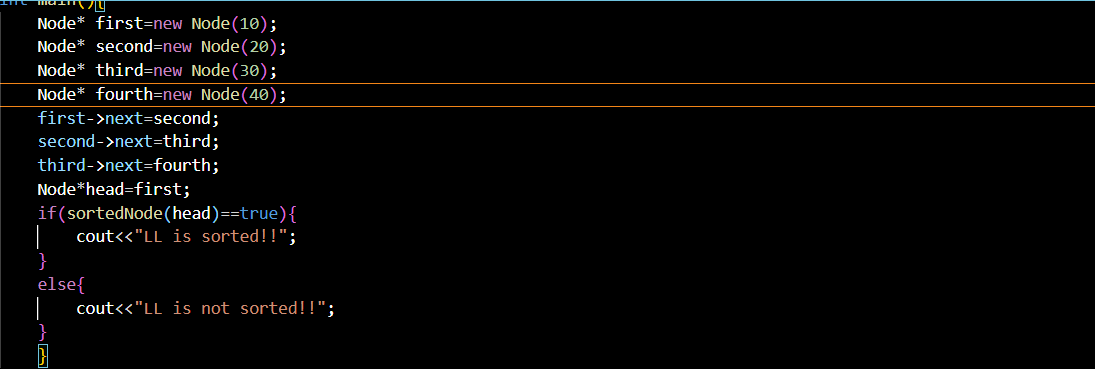 int main(){
Node* first=new Node(10);
Node* second=new Node(20);
Node* third=new Node(30);
Node* fourth=new Node(40);
first->next=second;
second->next=third;
third->next=fourth;
Node*head=first;
if(sortedNode(head)==true){
cout<<"LL is sorted!!";
}
else{
cout<<"LL is not sorted!!";
}
}